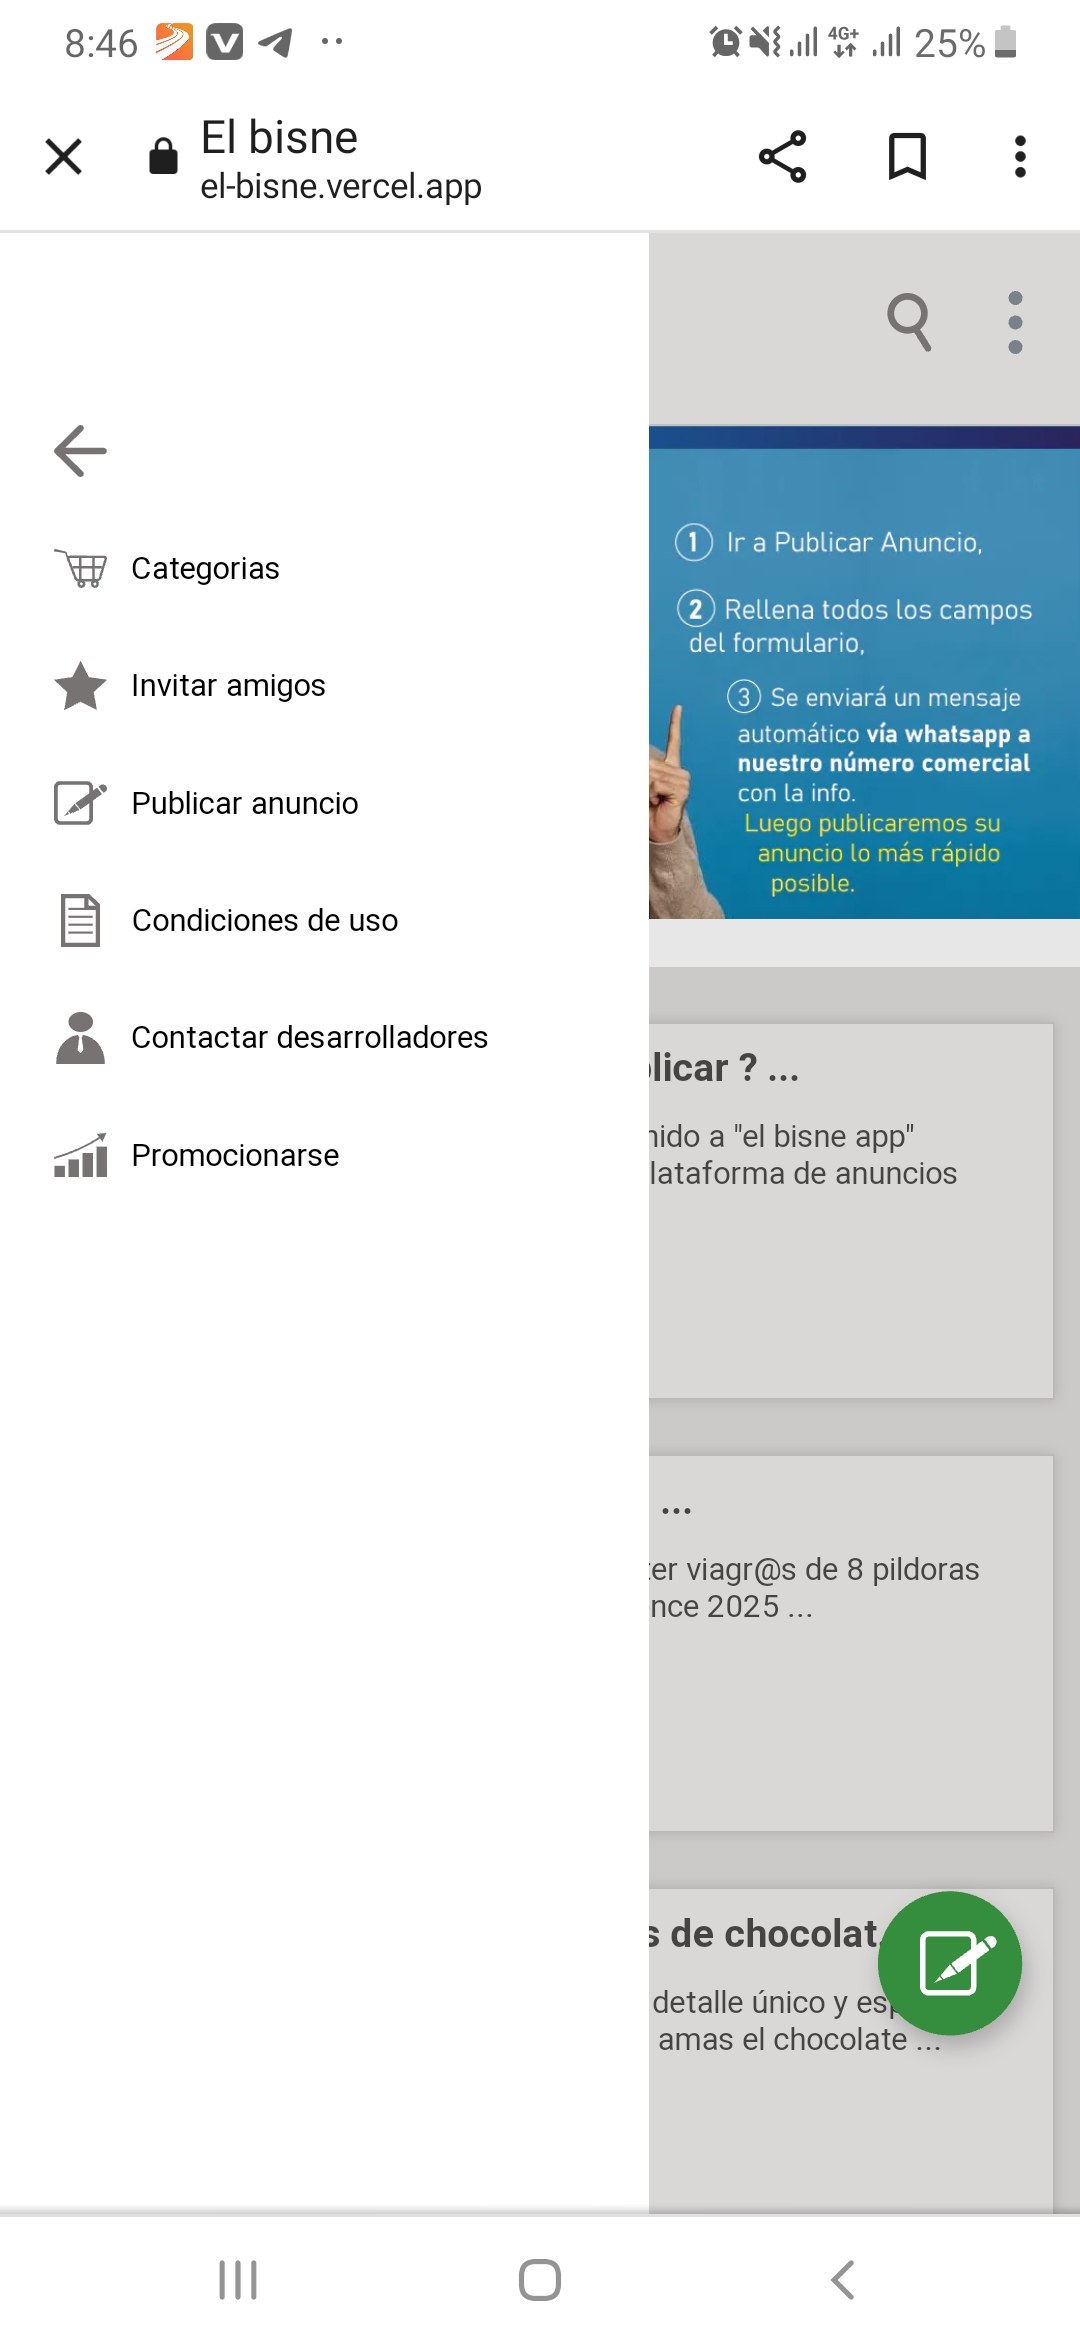 8:46
4G+
25%
El bisne
el-bisne.vercel.app
Categorias
Invitar amigos
Publicar anuncio
Condiciones de uso
Contactar desarrolladores
Promocionarse
1 Ir a Publicar Anuncio,
2 Rellena todos los campos
del formulario,
3 Se enviará un mensaje
automático vía whatsapp a
nuestro número comercial
con la info.
Luego publicaremos su
anuncio lo más rápido
posible.
licar ? ...
nido a "el bisne app"
lataforma de anuncios
...
ter viagr@s de 8 pildoras
ence 2025 ...
s de chocolat.
detalle único y esp
amas el chocolate ...